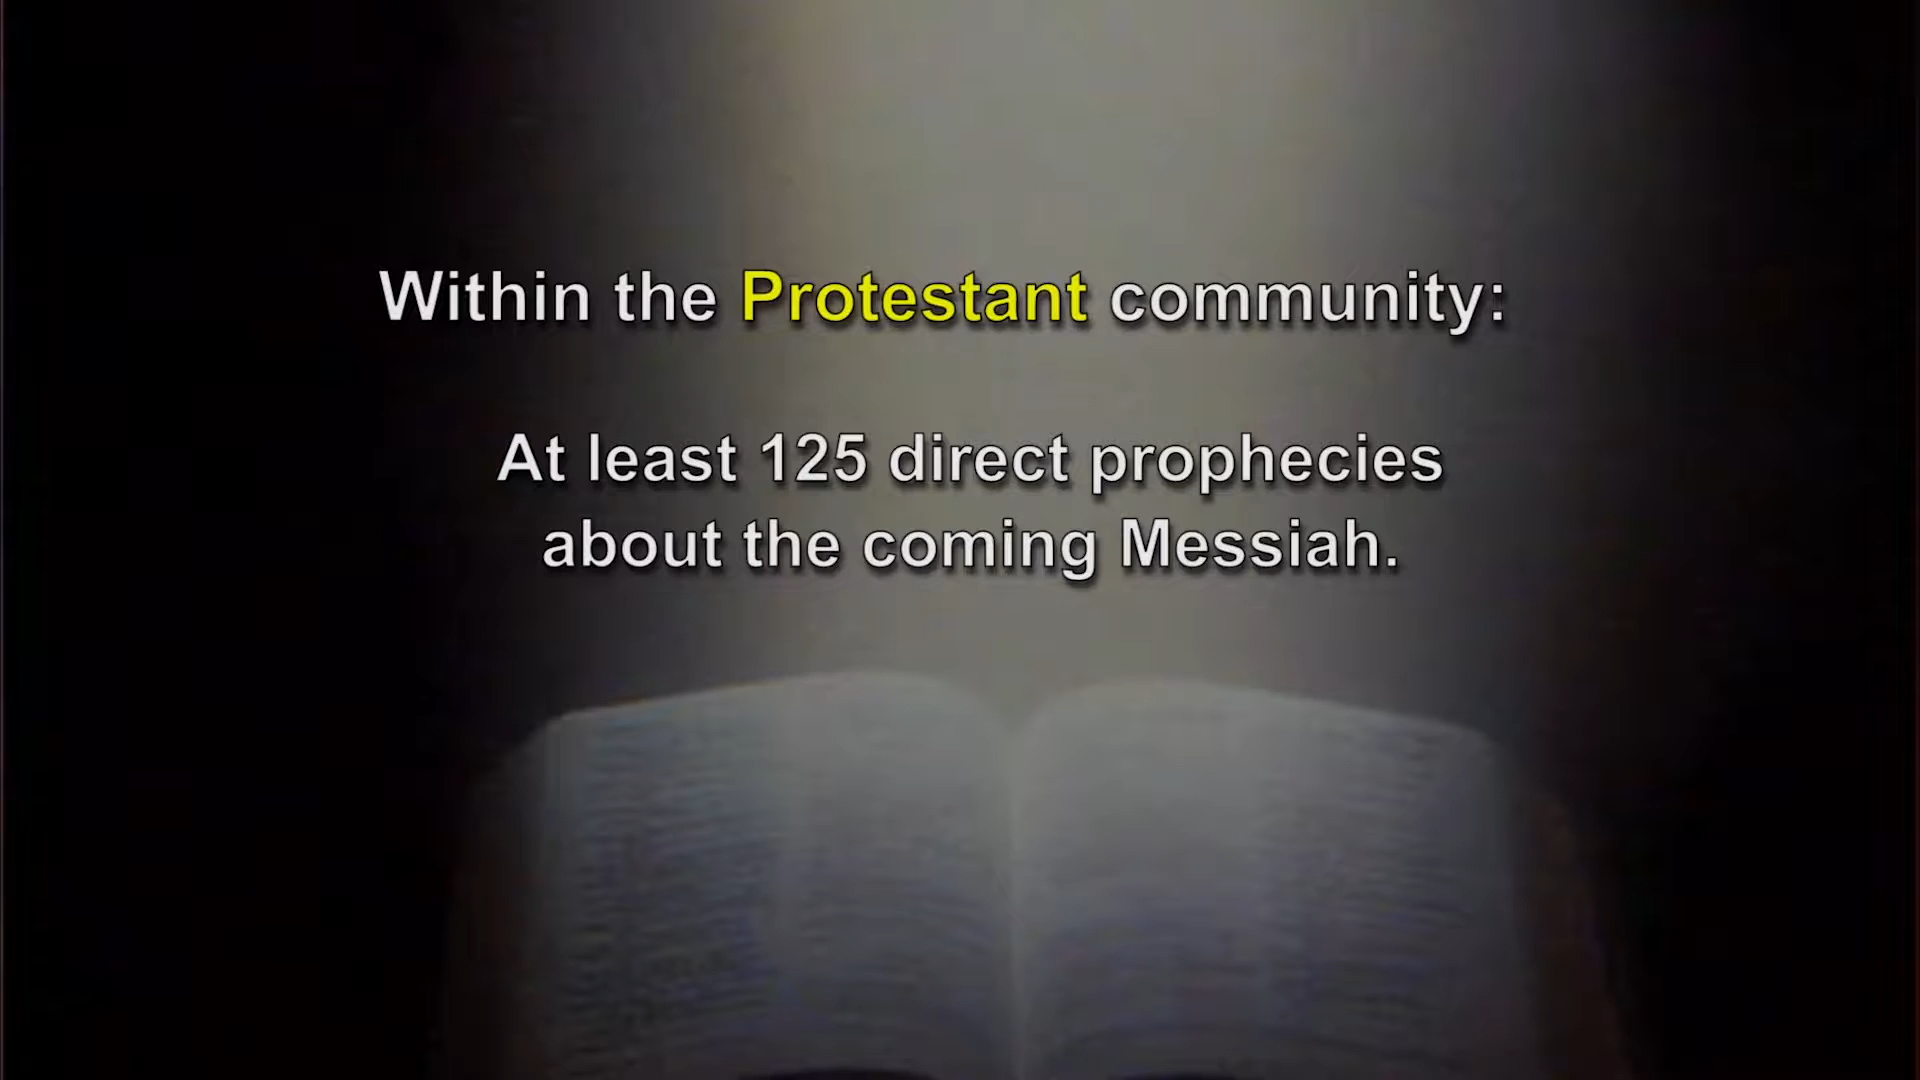 Within the Protestant community:
At least 125 direct prophecies
about the coming Messiah.